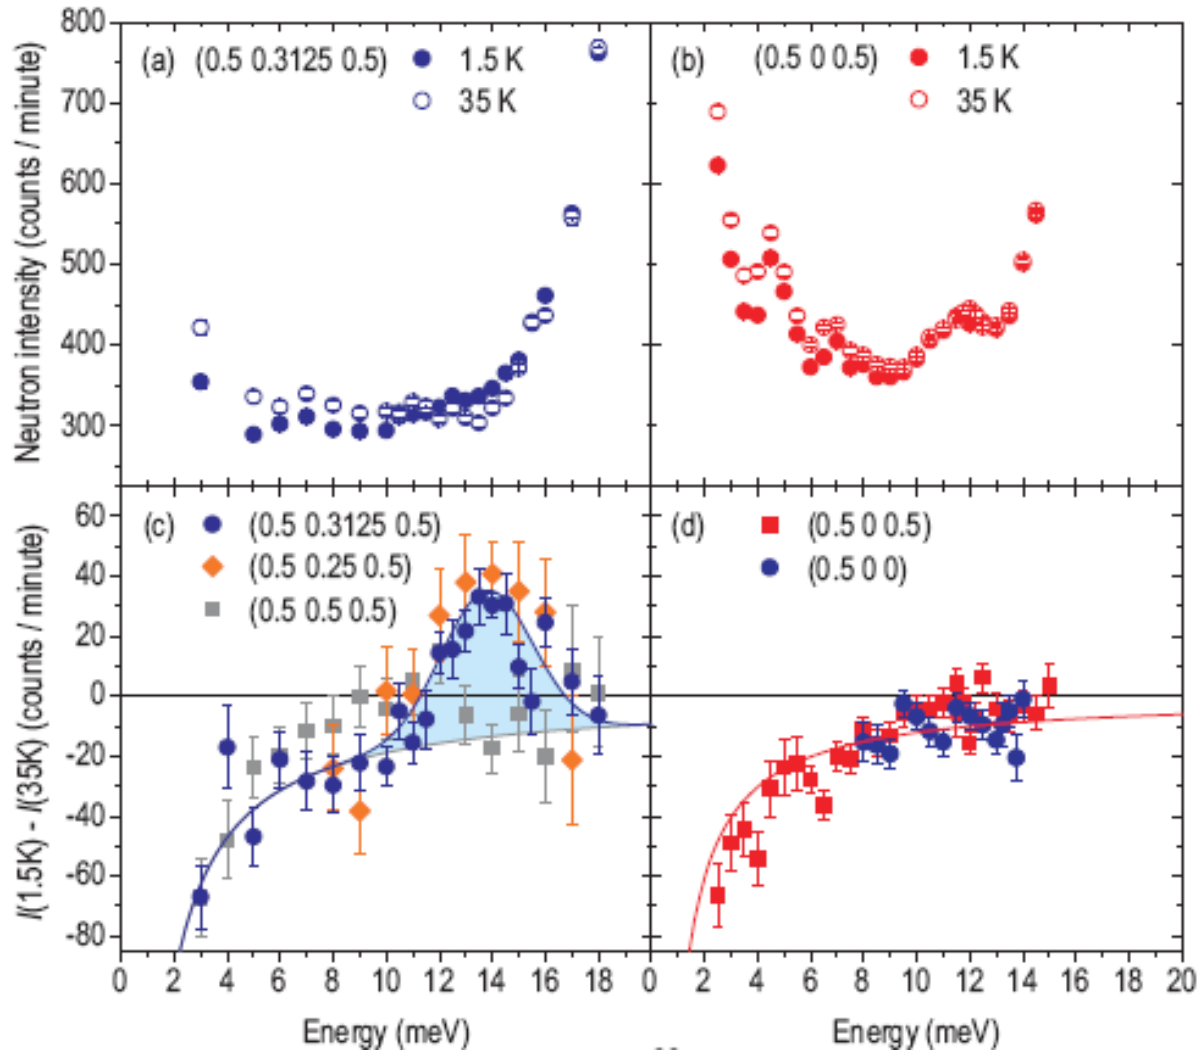 800
700
600
500
400
300
Neutron intensity (counts / minute)
(a) (0.5 0.3125 0.5) 1.5 K
35 K
(b) (0.5 0 0.5) 1.5 K
35 K
60
40
20
0
-20
-40
-60
-80
I(1.5K) - I(35K) (counts / minute)
(c) (0.5 0.3125 0.5)
(0.5 0.25 0.5)
(0.5 0.5 0.5)
(d) (0.5 0 0.5)
(0.5 0 0)
0 2 4 6 8 10 12 14 16 18 0 2 4 6 8 10 12 14 16 18 20
Energy (meV) Energy (meV)